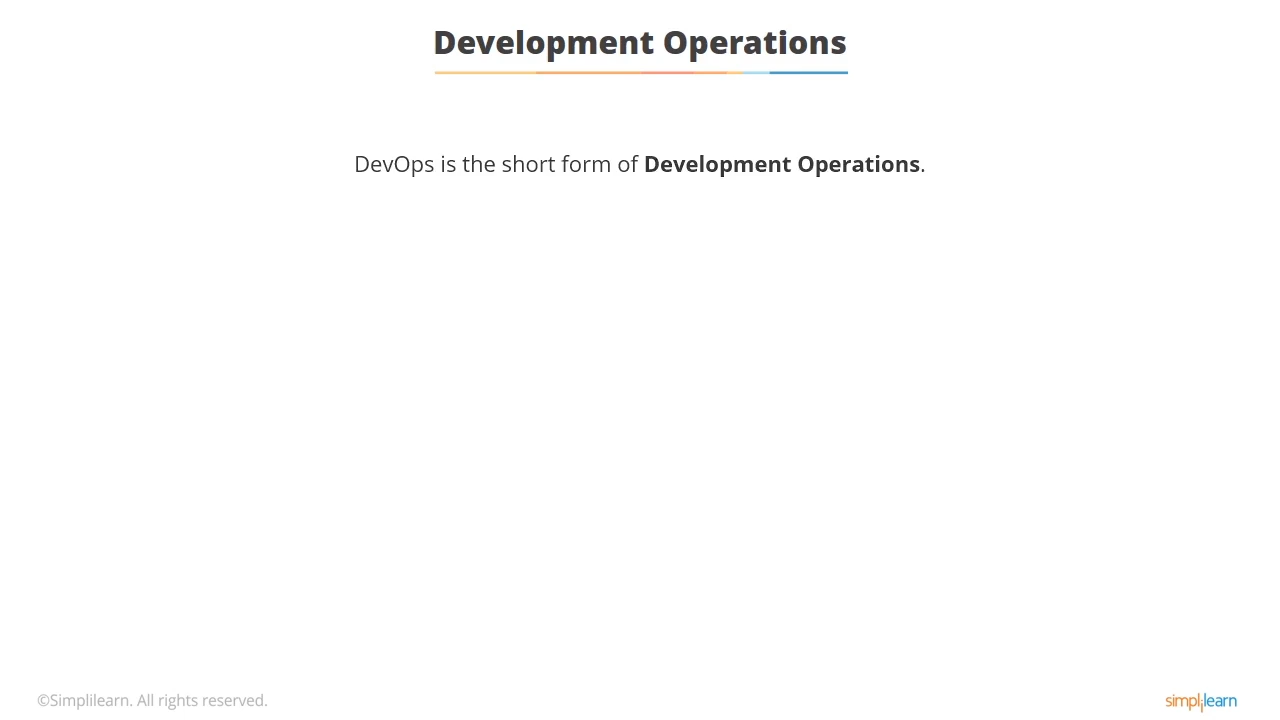 Development Operations
DevOps is the short form of Development Operations.
©Simplilearn. All rights reserved.
simplilearn